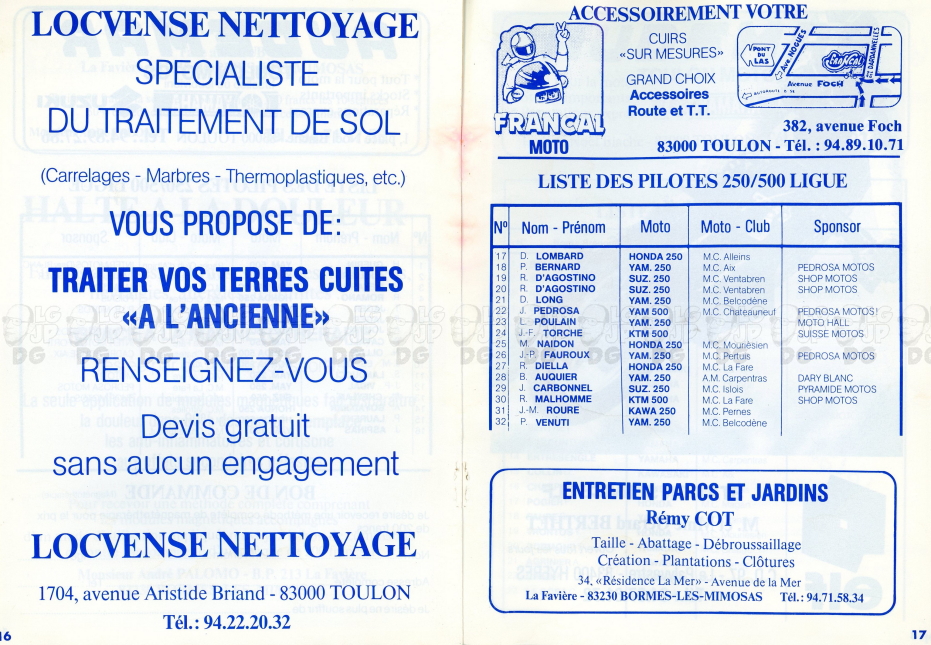 LOCVENSE NETTOYAGE
SPECIALISTE
DU TRAITEMENT DE SOL
(Carrelages - Marbres - Thermoplastiques, etc.)
VOUS PROPOSE DE:
TRAITER VOS TERRES CUITES
«A L'ANCIENNE»
RENSEIGNEZ-VOUS
Devis gratuit
sans aucun engagement
LOCVENSE NETTOYAGE
1704, avenue Aristide Briand - 83000 TOULON
Tél.: 94.22.20.32
16
ACCESSOIREMENT VOTRE
FRANCAL
MOTO
CUIRS
«SUR MESURES»
GRAND CHOIX
Accessoires
Route et T.T.
PONT DU LAS
Ave. NOGUES
FRANCAL
Avenue FOCH
382, avenue Foch
83000 TOULON - Tél. : 94.89.10.71
LISTE DES PILOTES 250/500 LIGUE
N° Nom - Prénom Moto Moto - Club Sponsor
17 D. LOMBARD HONDA 250 M.C. Alleins
18 P. BERNARD YAM. 250 M.C. Aix PEDROSA MOTOS
19 R. D'AGOSTINO SUZ. 250 M.C. Ventabren SHOP MOTOS
20 R. D'AGOSTINO SUZ. 250 M.C. Ventabren SHOP MOTOS
21 D. LONG YAM. 250 M.C. Belcodène
22 J. PEDROSA YAM 500 M.C. Chateauneuf PEDROSA MOTOS!
23 L. POULAIN YAM. 250 MOTO HALL
24 J.-F. TORCHE KTM 500 SUISSE MOTOS
25 M. NAIDON HONDA 250 M.C. Mourièsien
26 J.-P. FAUROUX YAM. 250 M.C. Pertuis PEDROSA MOTOS
27 R. DIELLA HONDA 250 M.C. La Fare
28 B. AUQUIER YAM. 250 A.M. Carpentras DARY BLANC
29 J. CARBONNEL SUZ. 250 M.C. Islois PYRAMIDE MOTOS
30 R. MALHOMME KTM 500 M.C. La Fare SHOP MOTOS
31 J.-M. ROURE KAWA 250 M.C. Pernes
32 P. VENUTI YAM. 250 M.C. Belcodène
ENTRETIEN PARCS ET JARDINS
Rémy COT
Taille - Abattage - Débroussaillage
Création - Plantations - Clôtures
34, «Résidence La Mer» - Avenue de la Mer
La Favière - 83230 BORMES-LES-MIMOSAS Tél.: 94.71.58.34
17